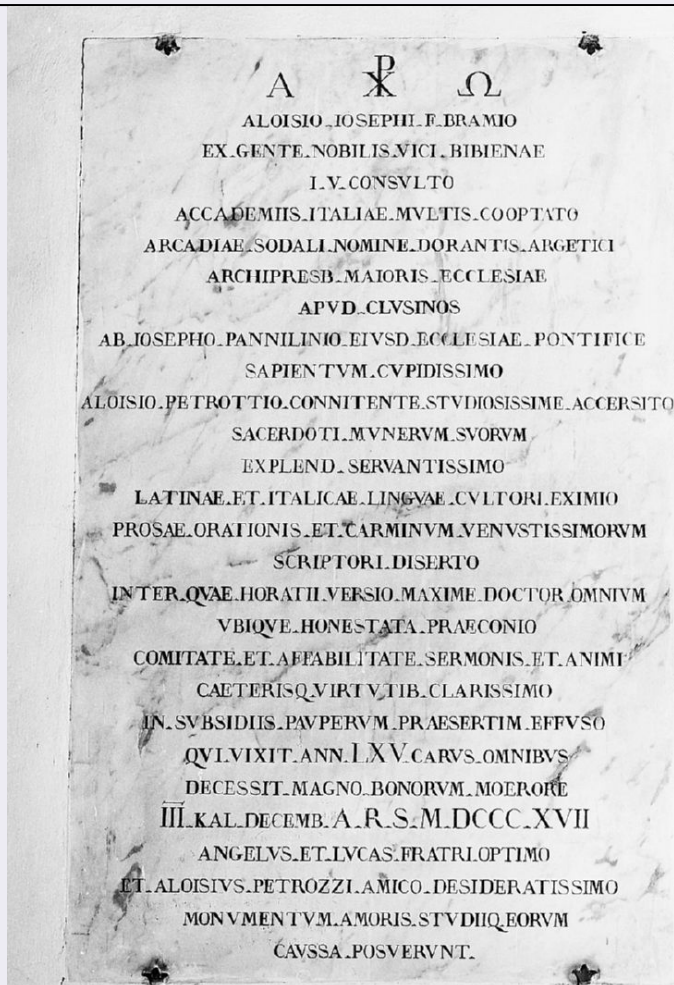 Α ☧ Ω
ALOISIO IOSEPHI F BRAMIO
EX GENTE NOBILIS VICI BIBIENAE
I V CONSVLTO
ACCADEMIIS ITALIAE MVLTIS COOPTATO
ARCADIAE SODALI NOMINE DORANTIS ARGETICI
ARCHIPRESB MAIORIS ECCLESIAE
APVD CLVSINOS
AB IOSEPHO PANNILINIO EIVSD ECCLESIAE PONTIFICE
SAPIENTVM CVPIDISSIMO
ALOISIO PETROTTIO CONNITENTE STVDIOSISSIME ACCERSITO
SACERDOTI MVNERVM SVORVM
EXPLEND SERVANTISSIMO
LATINAE ET ITALICAE LINGVAE CVLTORI EXIMIO
PROSAE ORATIONIS ET CARMINVM VENVSTISSIMORVM
SCRIPTORI DISERTO
INTER QVAE HORATII VERSIO MAXIME DOCTOR OMNIVM
VBIQVE HONESTATA PRAECONIO
COMITATE ET AFFABILITATE SERMONIS ET ANIMI
CAETERISQ VIRTVTIB CLARISSIMO
IN SVBSIDIIS PAVPERVM PRAESERTIM EFFVSO
QVI VIXIT ANN LXV CARVS OMNIBVS
DECESSIT MAGNO BONORVM MOERORE
III KAL DECEMB A R S M DCCC XVII
ANGELVS ET LVCAS FRATRI OPTIMO
ET ALOISIVS PETROZZI AMICO DESIDERATISSIMO
MONVMENTVM AMORIS STVDIIQ EORVM
CAVSSA POSVERVNT